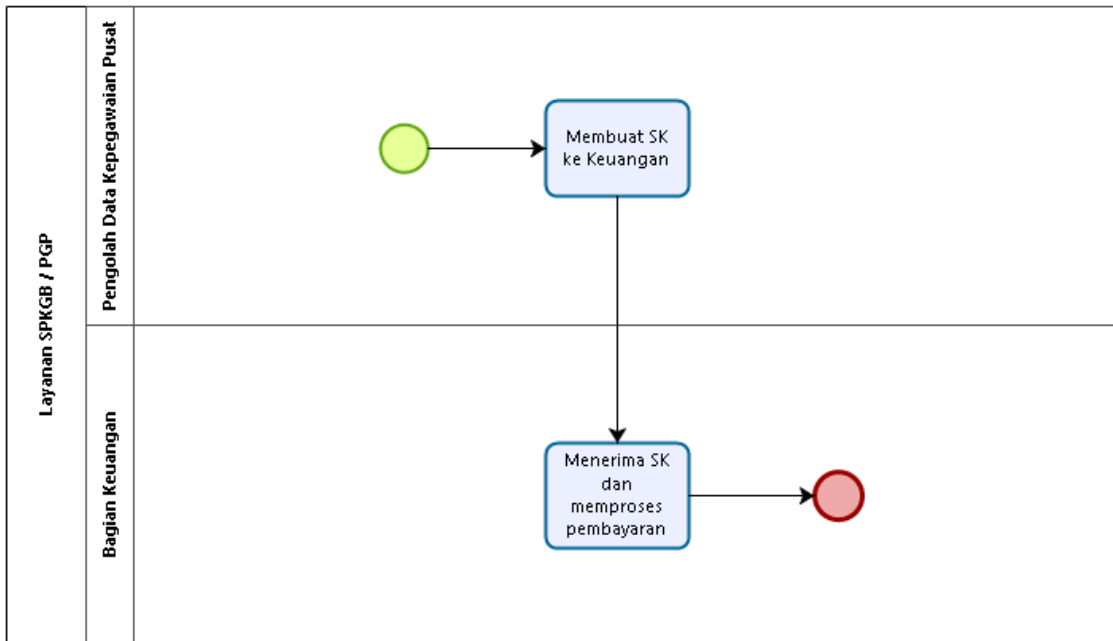 Layanan SPKGB / PGP
Pengolah Data Kepegawaian Pusat
Membuat SK
ke Keuangan
Bagian Keuangan
Menerima SK
dan
memproses
pembayaran